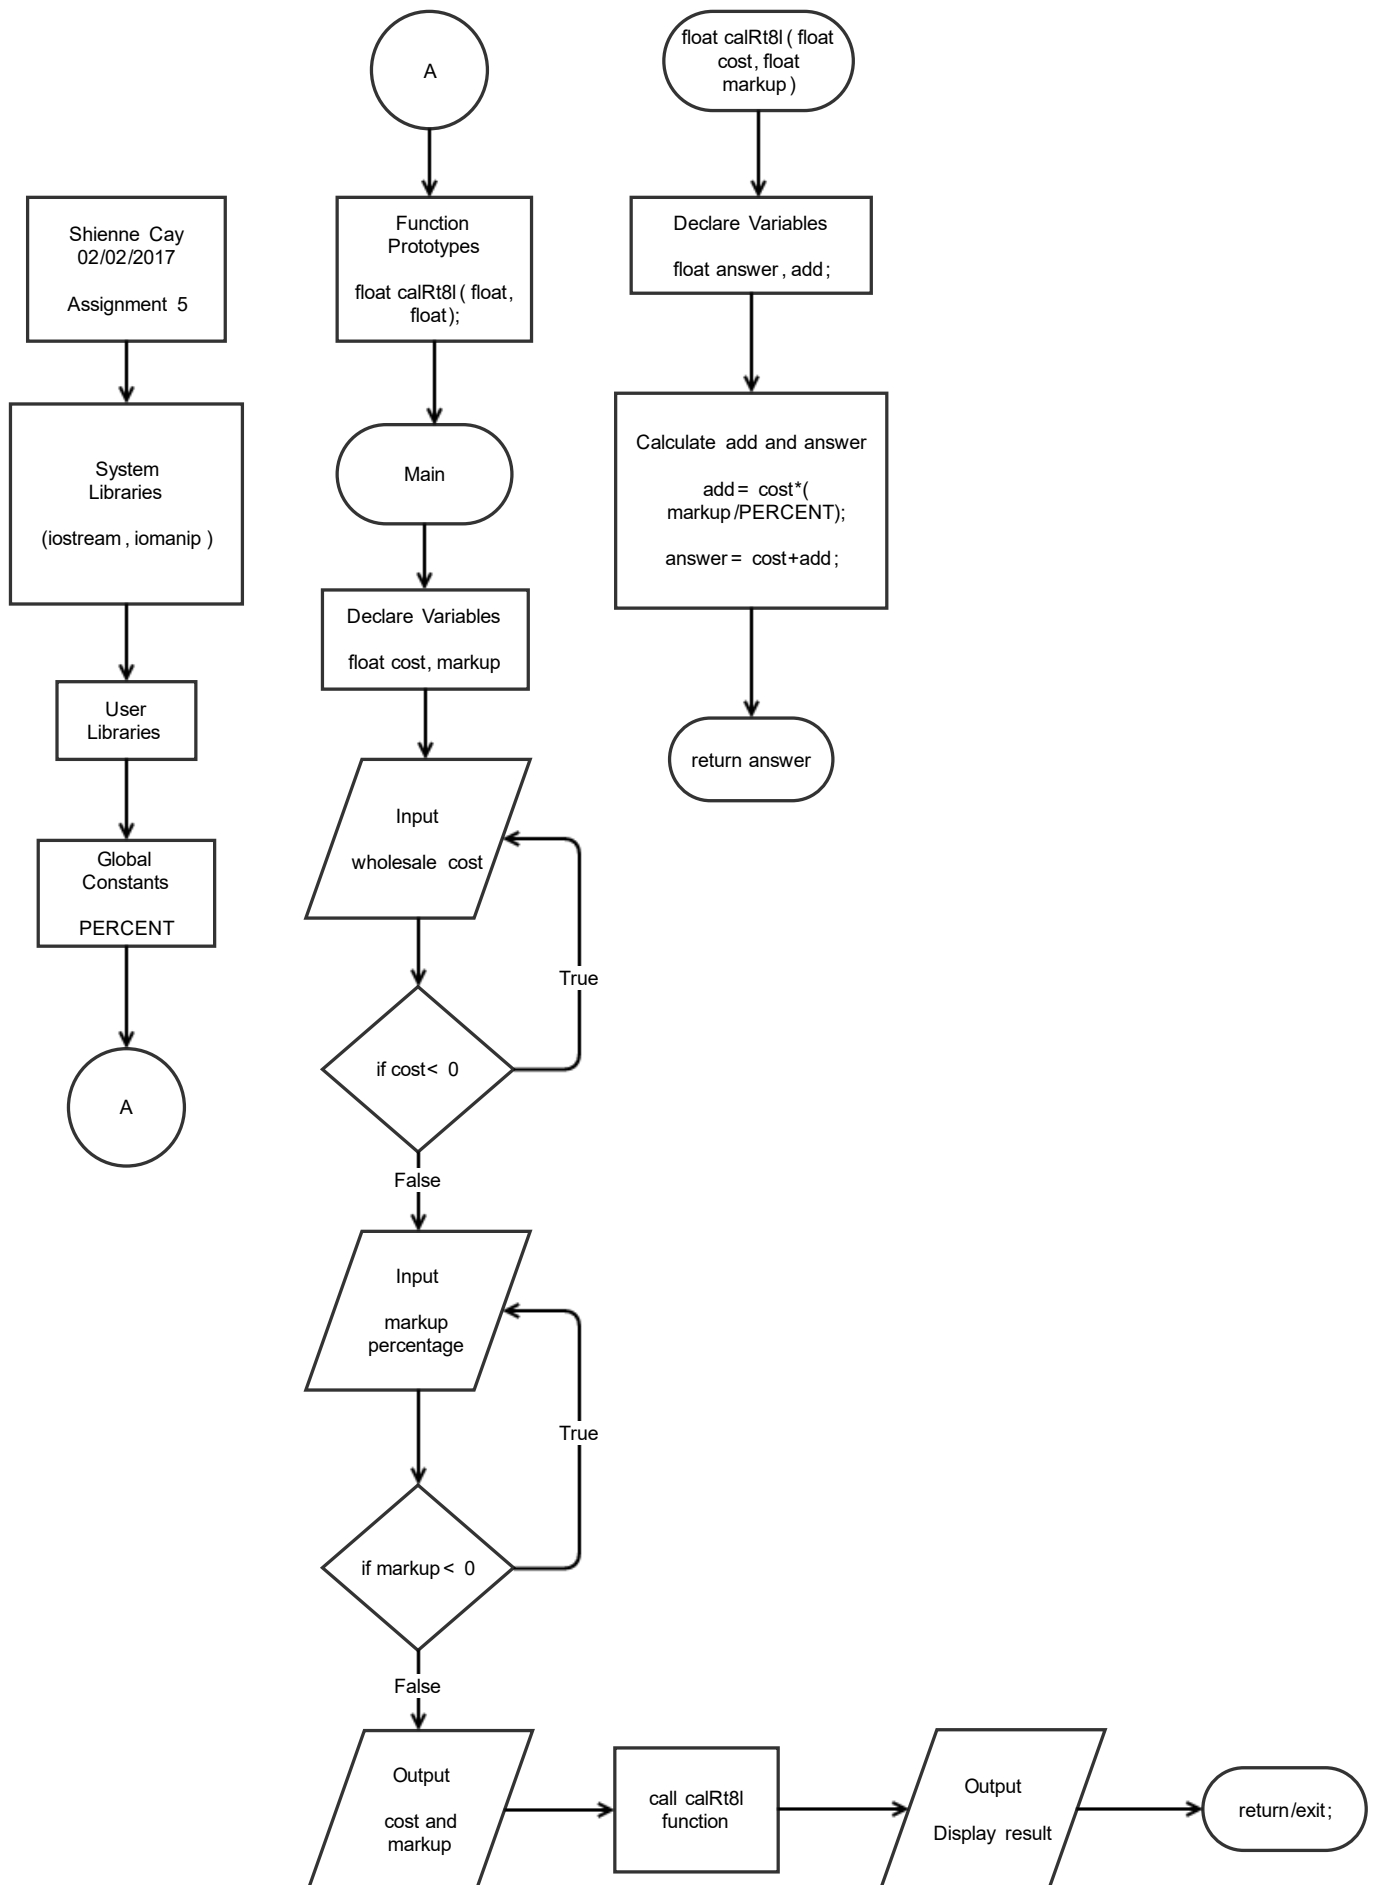 Shienne Cay
02/02/2017
Assignment 5
System
Libraries
(iostream, iomanip)
User
Libraries
Global
Constants
PERCENT
A
A
Function
Prototypes
float calRt8l( float,
float);
Main
Declare Variables
float cost, markup
Input
wholesale cost
True
if cost< 0
False
Input
markup
percentage
True
if markup< 0
False
Output
cost and
markup
call calRt8l
function
Output
Display result
return/exit;
float calRt8l( float
cost, float
markup)
Declare Variables
float answer, add;
Calculate add and answer
add= cost*(
markup/PERCENT);
answer= cost+add;
return answer